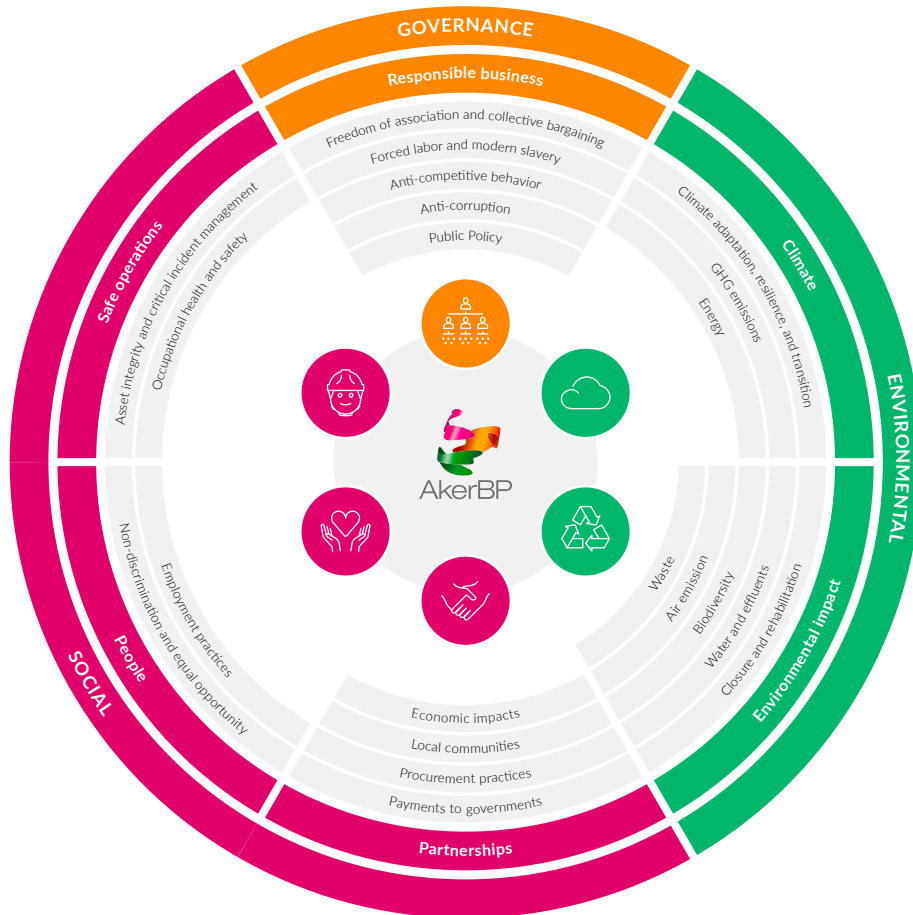 GOVERNANCE
Responsible business
Freedom of association and collective bargaining
Forced labor and modern slavery
Anti-competitive behavior
Anti-corruption
Public Policy
ENVIRONMENTAL
Climate
Climate adaptation, resilience, and transition
GHG emissions
Energy
Environmental impact
Closure and rehabilitation
Water and effluents
Biodiversity
Air emission
Waste
SOCIAL
Partnerships
Economic impacts
Local communities
Procurement practices
Payments to governments
People
Non-discrimination and equal opportunity
Employment practices
Safe operations
Asset integrity and critical incident management
Occupational health and safety
AkerBP